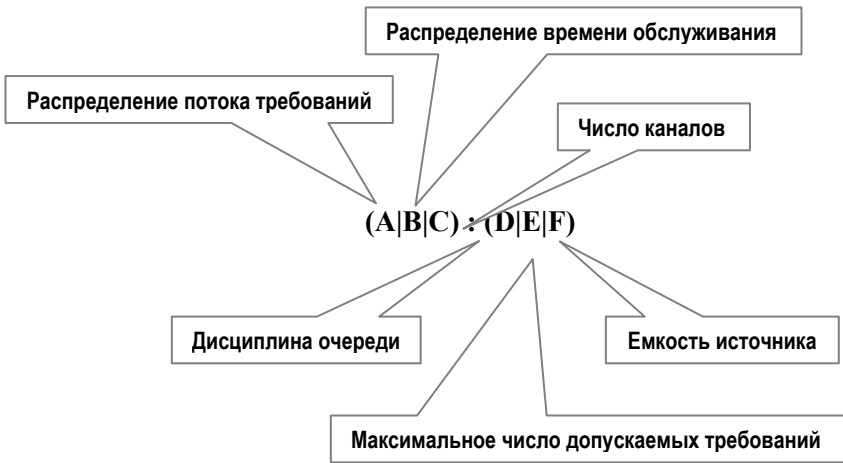 Распределение времени обслуживания
Распределение потока требований
Число каналов
(A|B|C) : (D|E|F)
Дисциплина очереди
Емкость источника
Максимальное число допускаемых требований